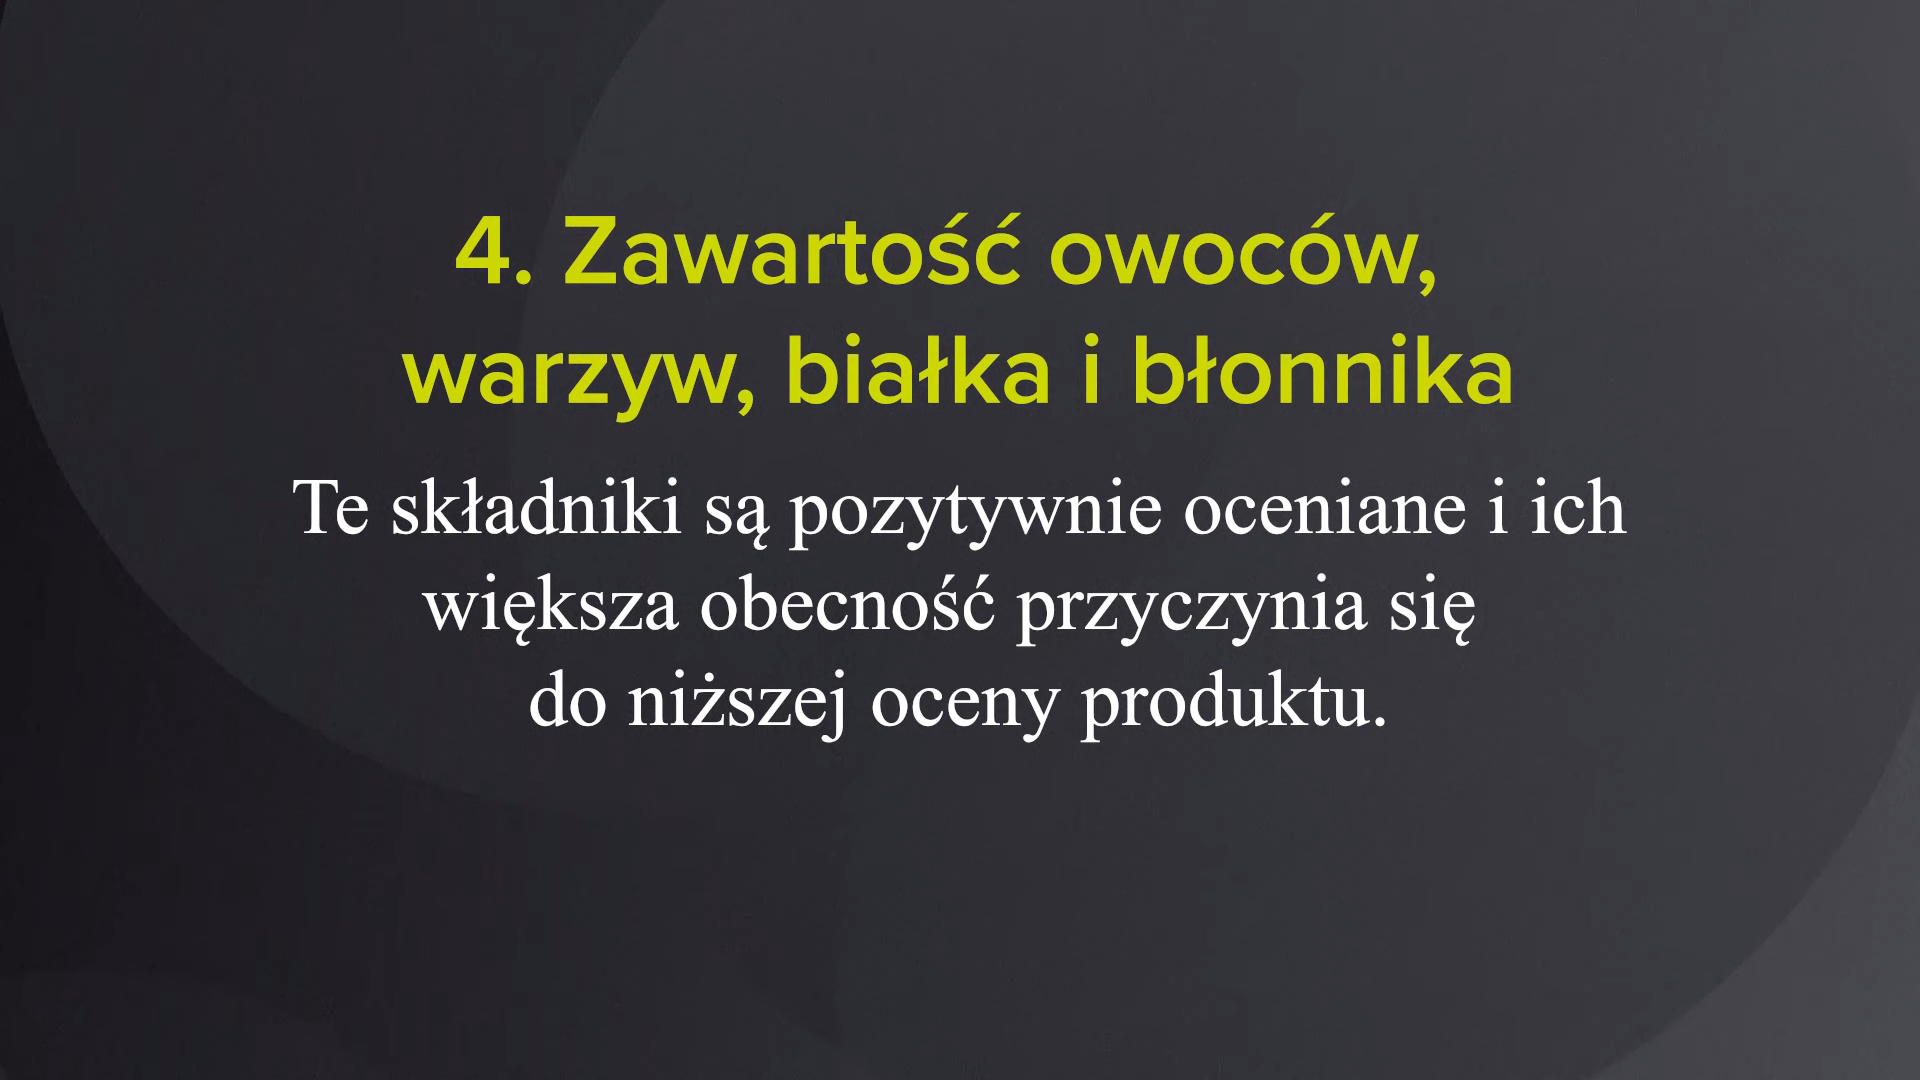 4. Zawartość owoców,
warzyw, białka i błonnika
Te składniki są pozytywnie oceniane i ich
większa obecność przyczynia się
do niższej oceny produktu.